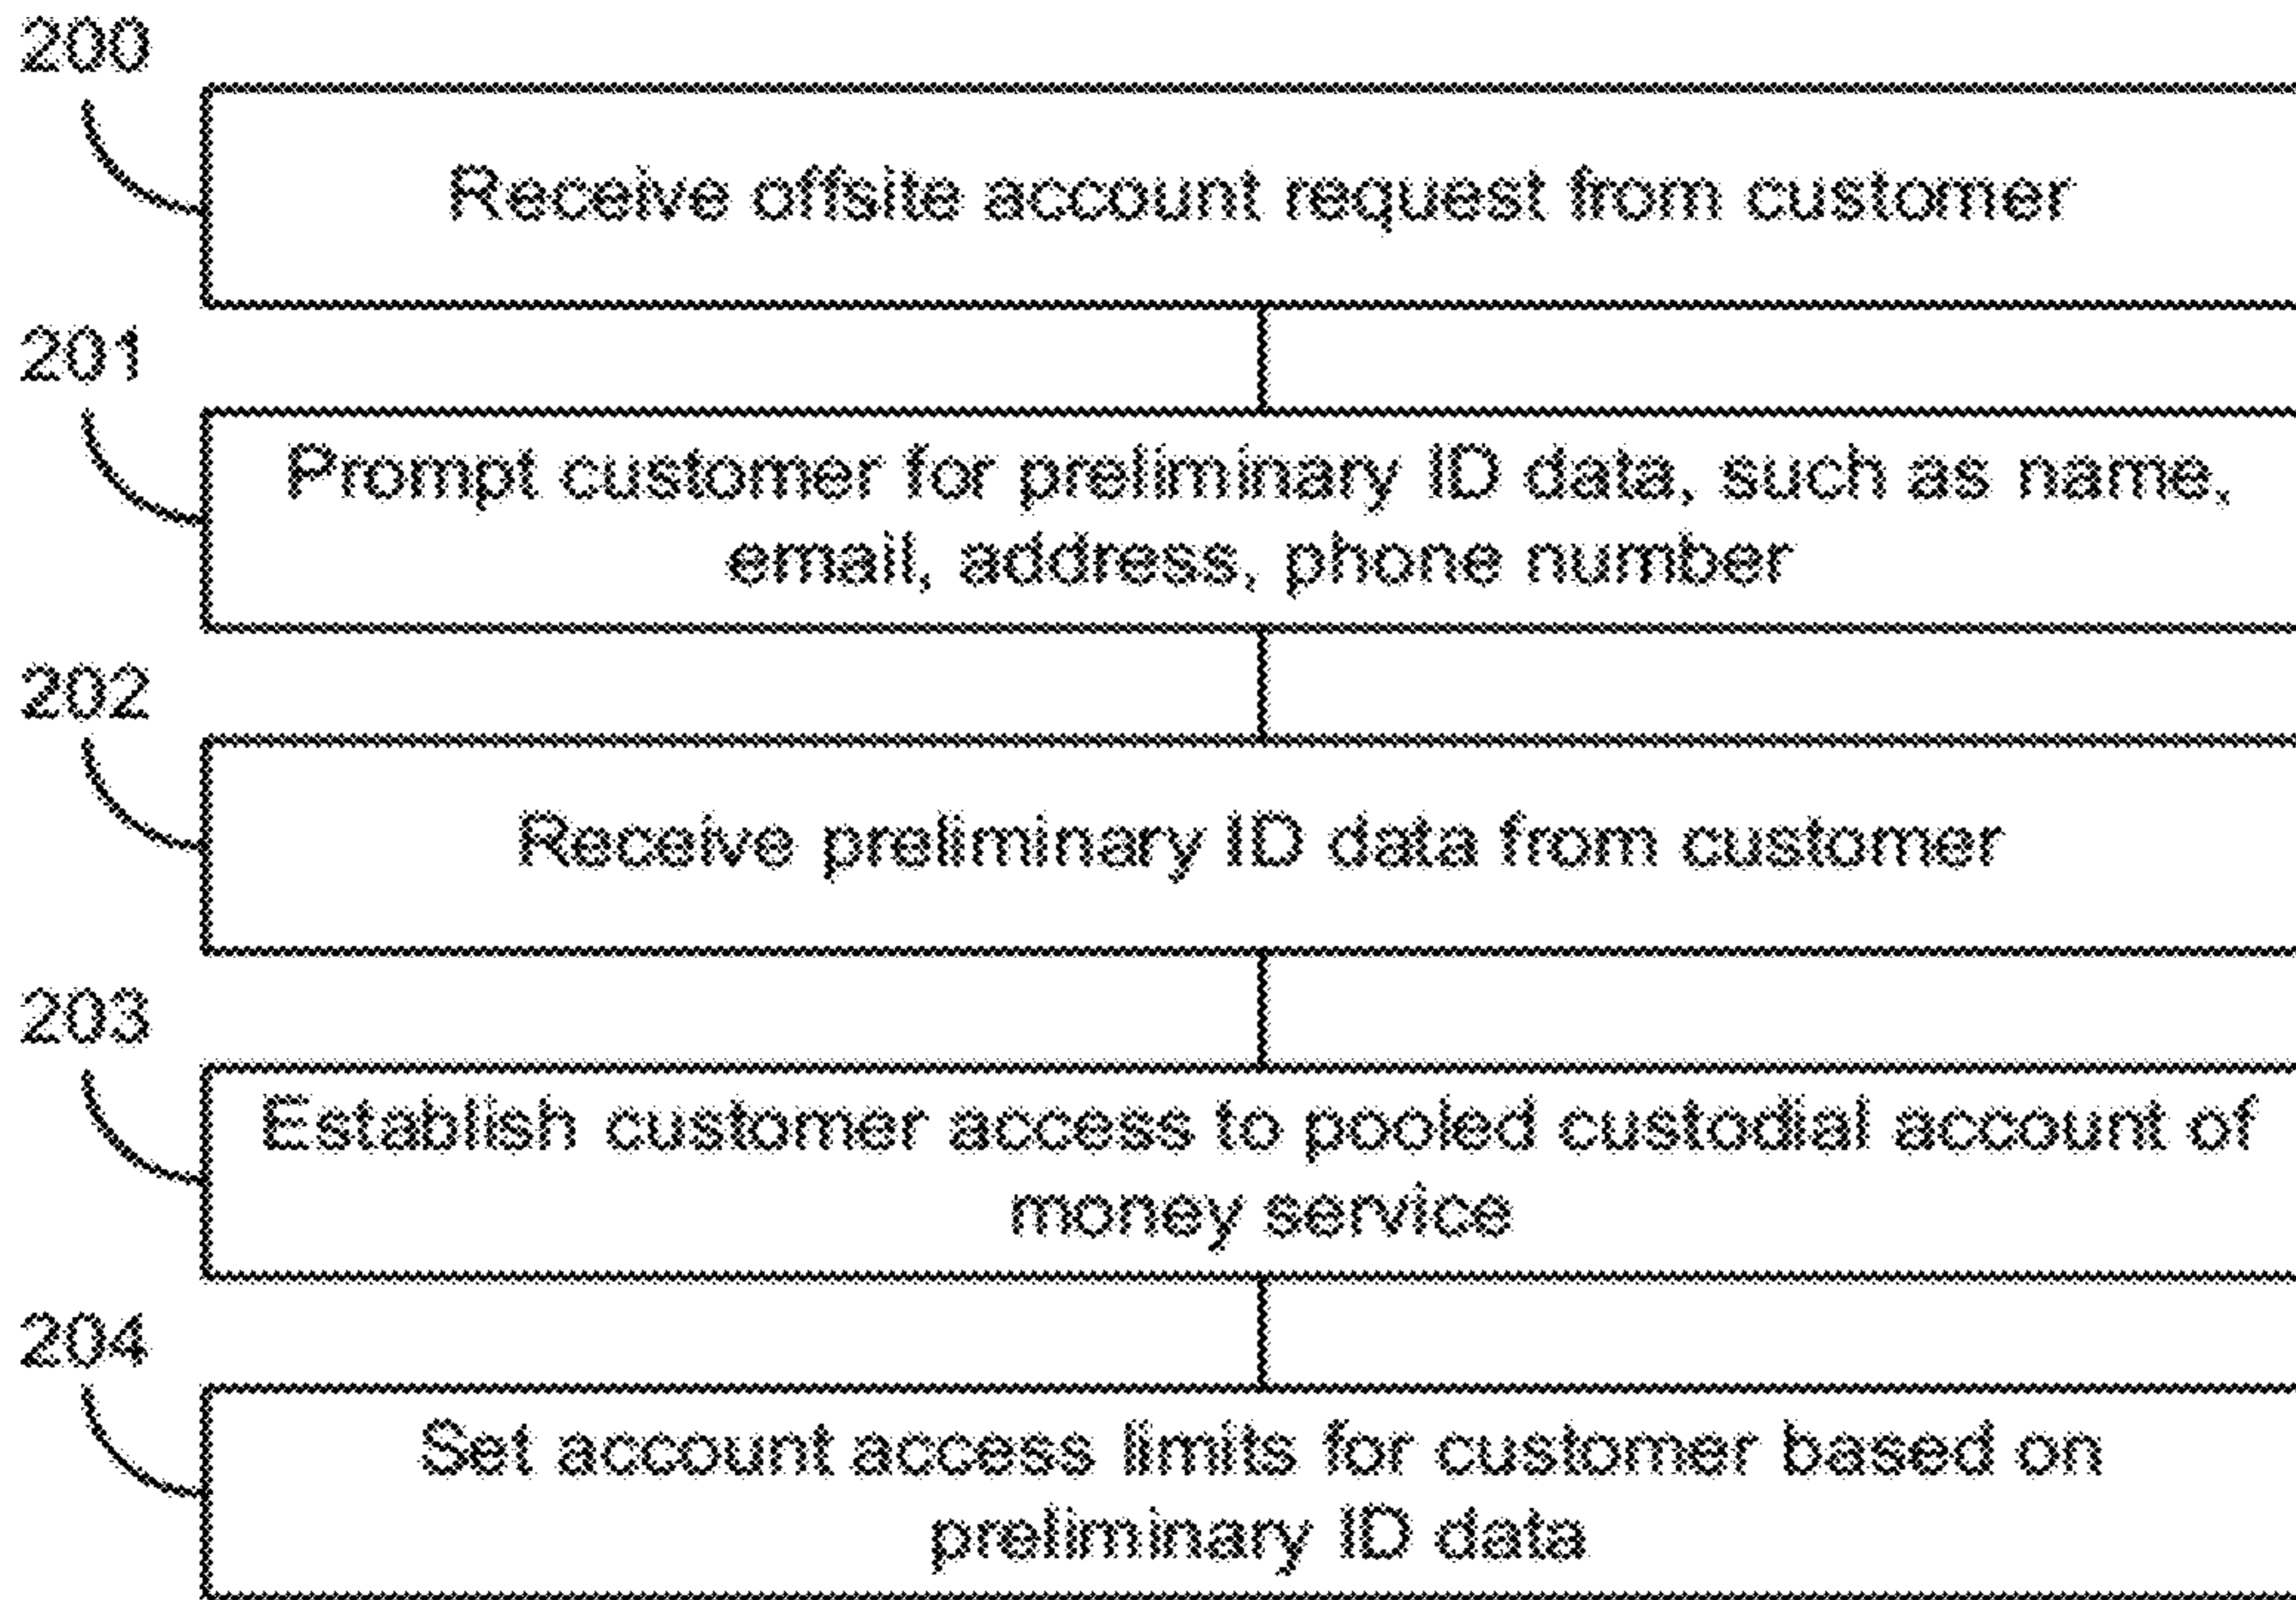 200
Receive offsite account request from customer
201
Prompt customer for preliminary ID data, such as name,
email, address, phone number
202
Receive preliminary ID data from customer
203
Establish customer access to pooled custodial account of
money service
204
Set account access limits for customer based on
preliminary ID data